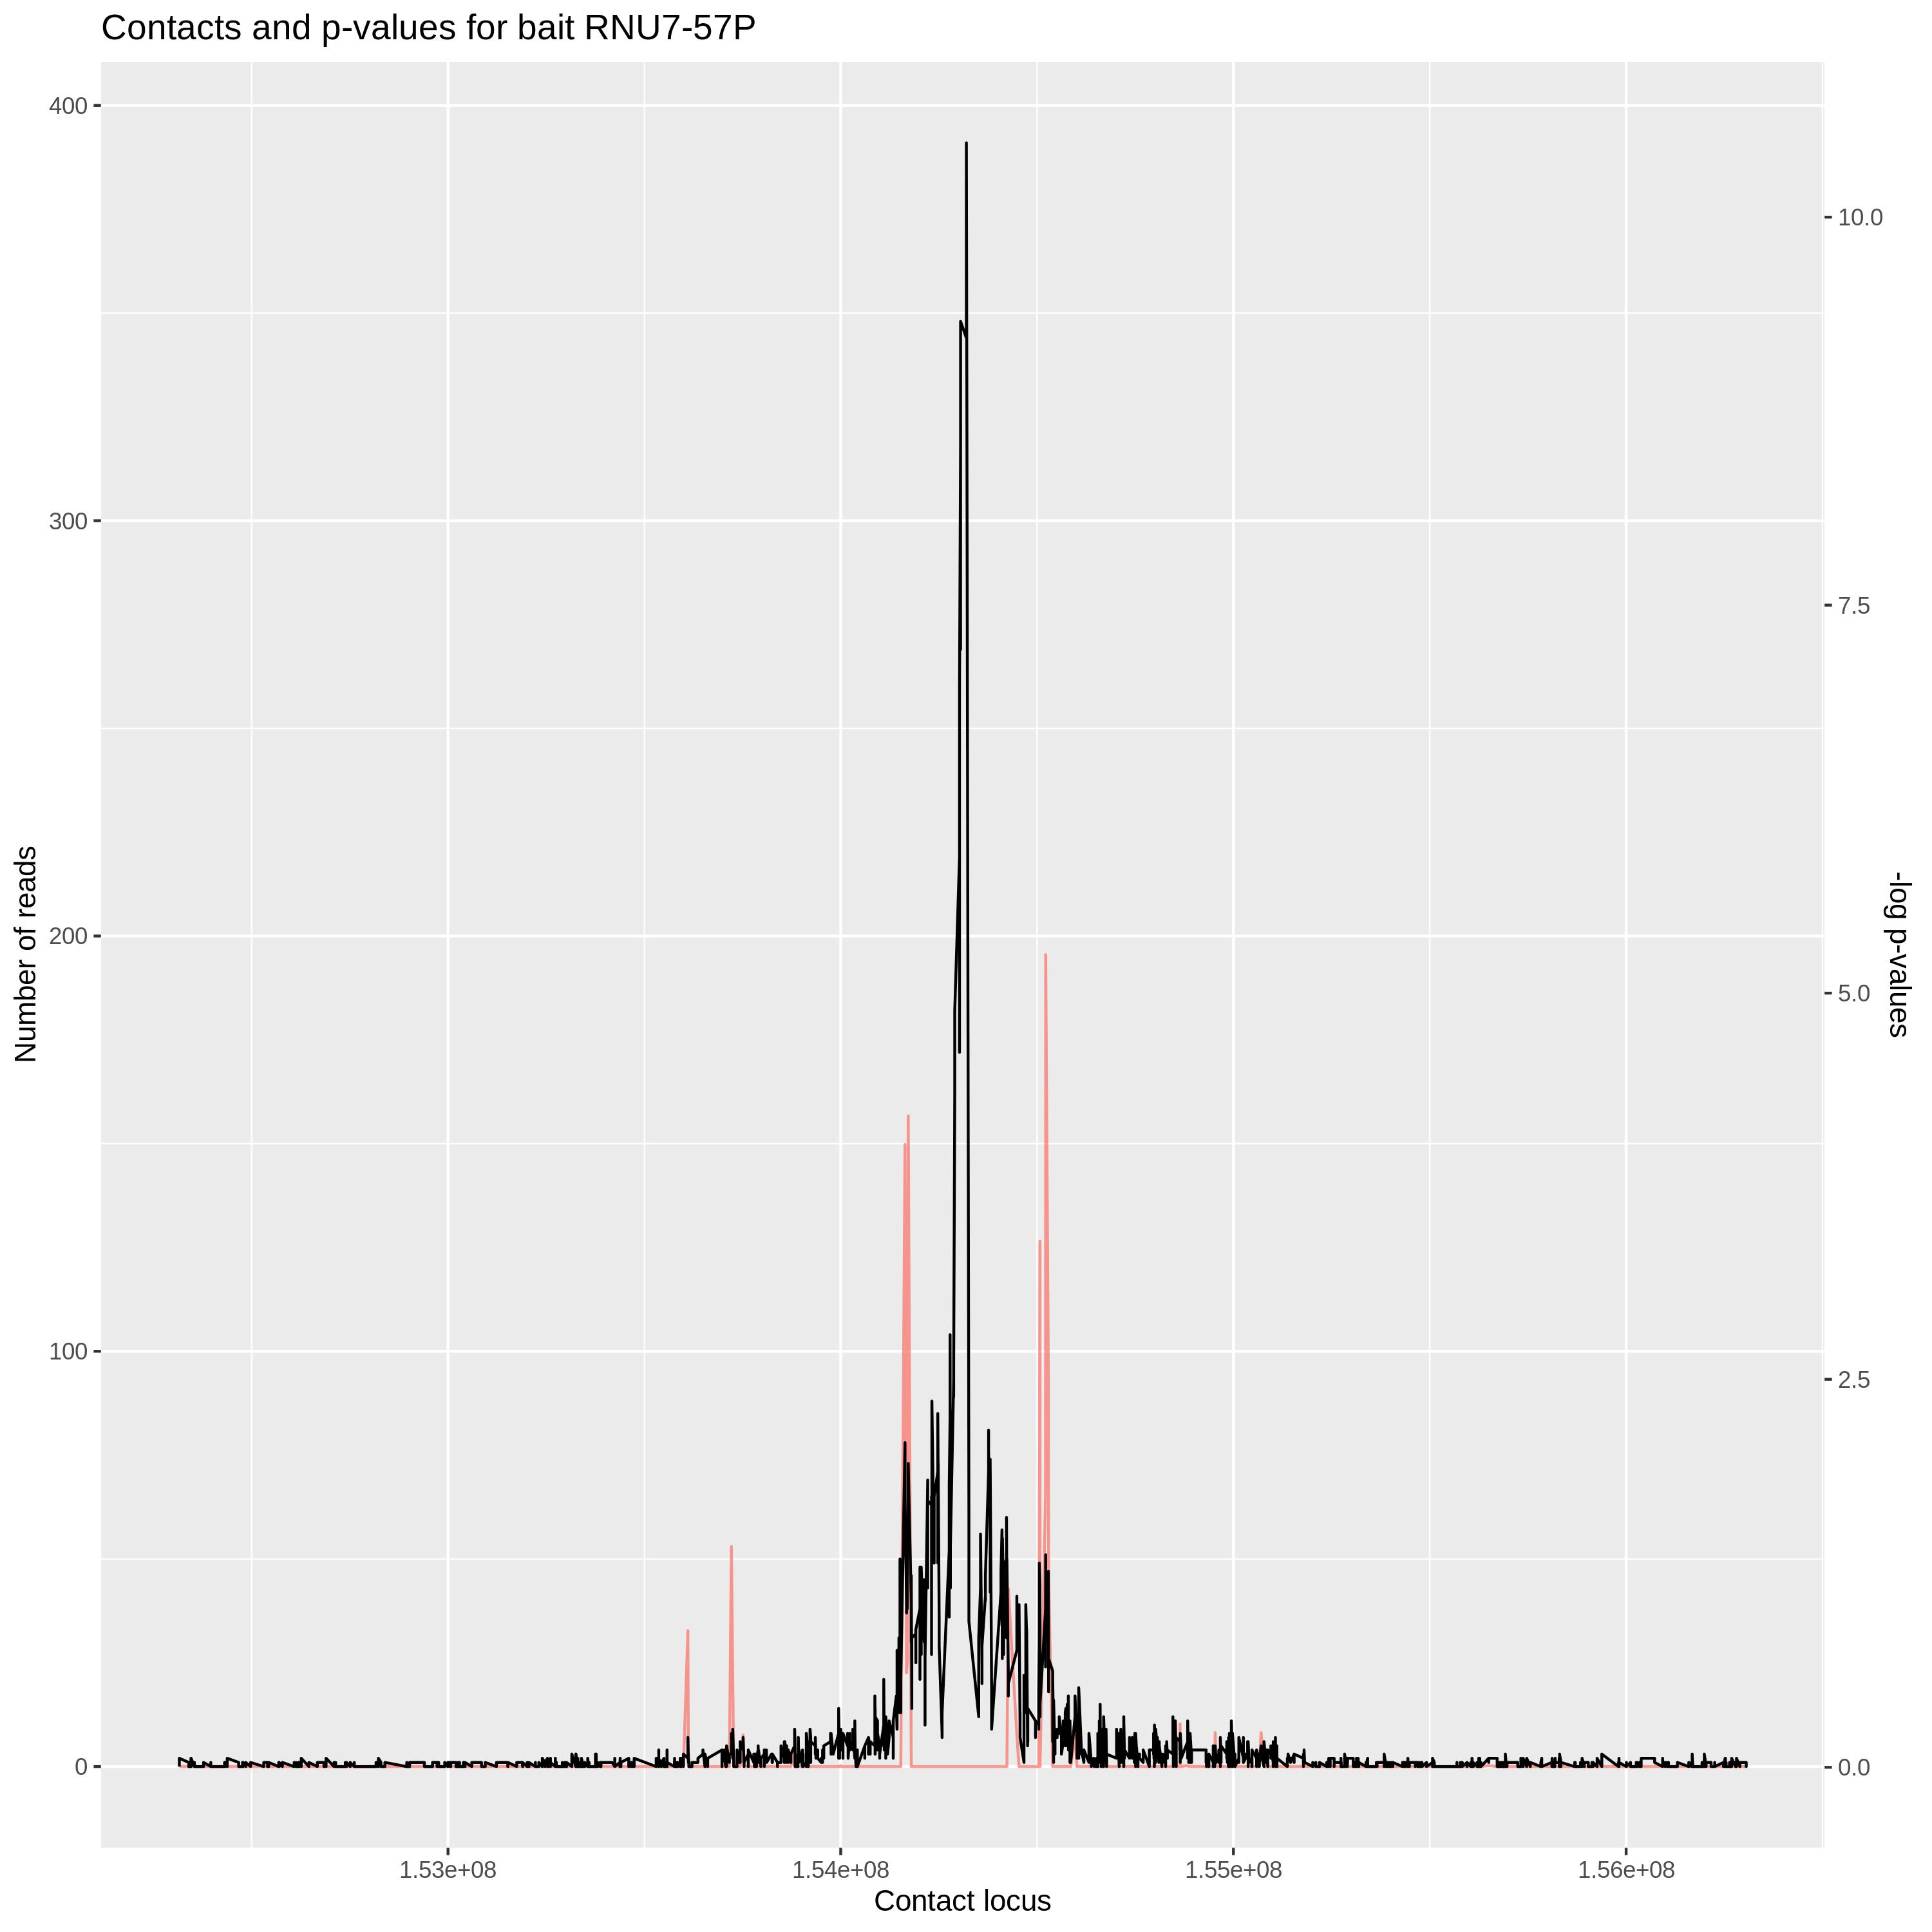 Contacts and p-values for bait RNU7-57P
400
300
200
100
0
Number of reads
10.0
7.5
5.0
2.5
0.0
-log p-values
1.53e+08
1.54e+08
1.55e+08
1.56e+08
Contact locus